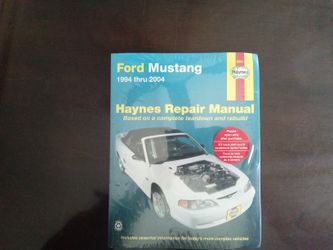 Ford Mustang
1994 thru 2004
Haynes
Haynes Repair Manual
Based on a complete teardown and rebuild
Includes essential information for today's more complex vehicles